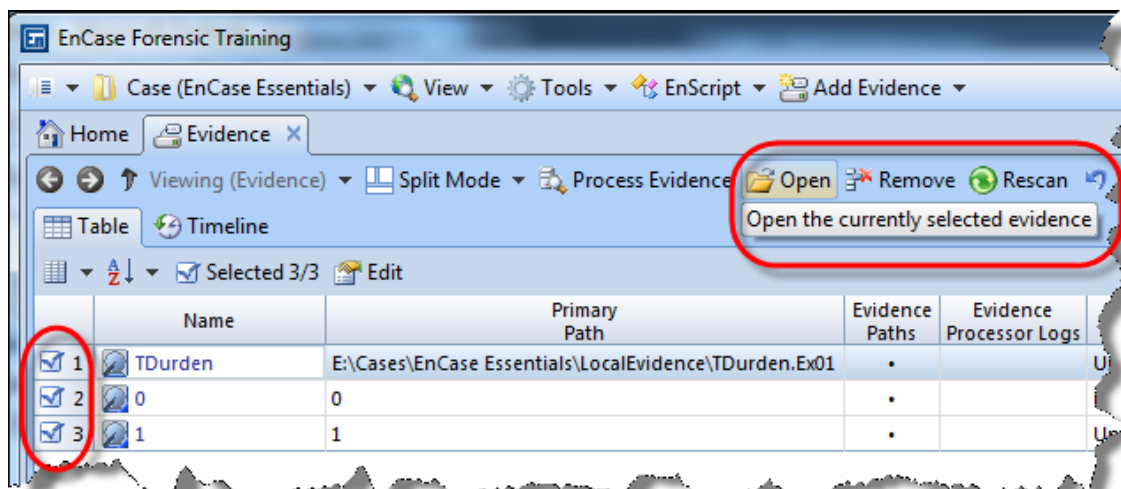 EnCase Forensic Training
Case (EnCase Essentials) View Tools EnScript Add Evidence
Home Evidence
Viewing (Evidence) Split Mode Process Evidence Open Remove Rescan
Open the currently selected evidence
Table Timeline
Selected 3/3 Edit
Name Primary Path Evidence Paths Evidence Processor Logs
1 TDurden E:\Cases\EnCase Essentials\LocalEvidence\TDurden.Ex01 •
2 0 0 •
3 1 1 •